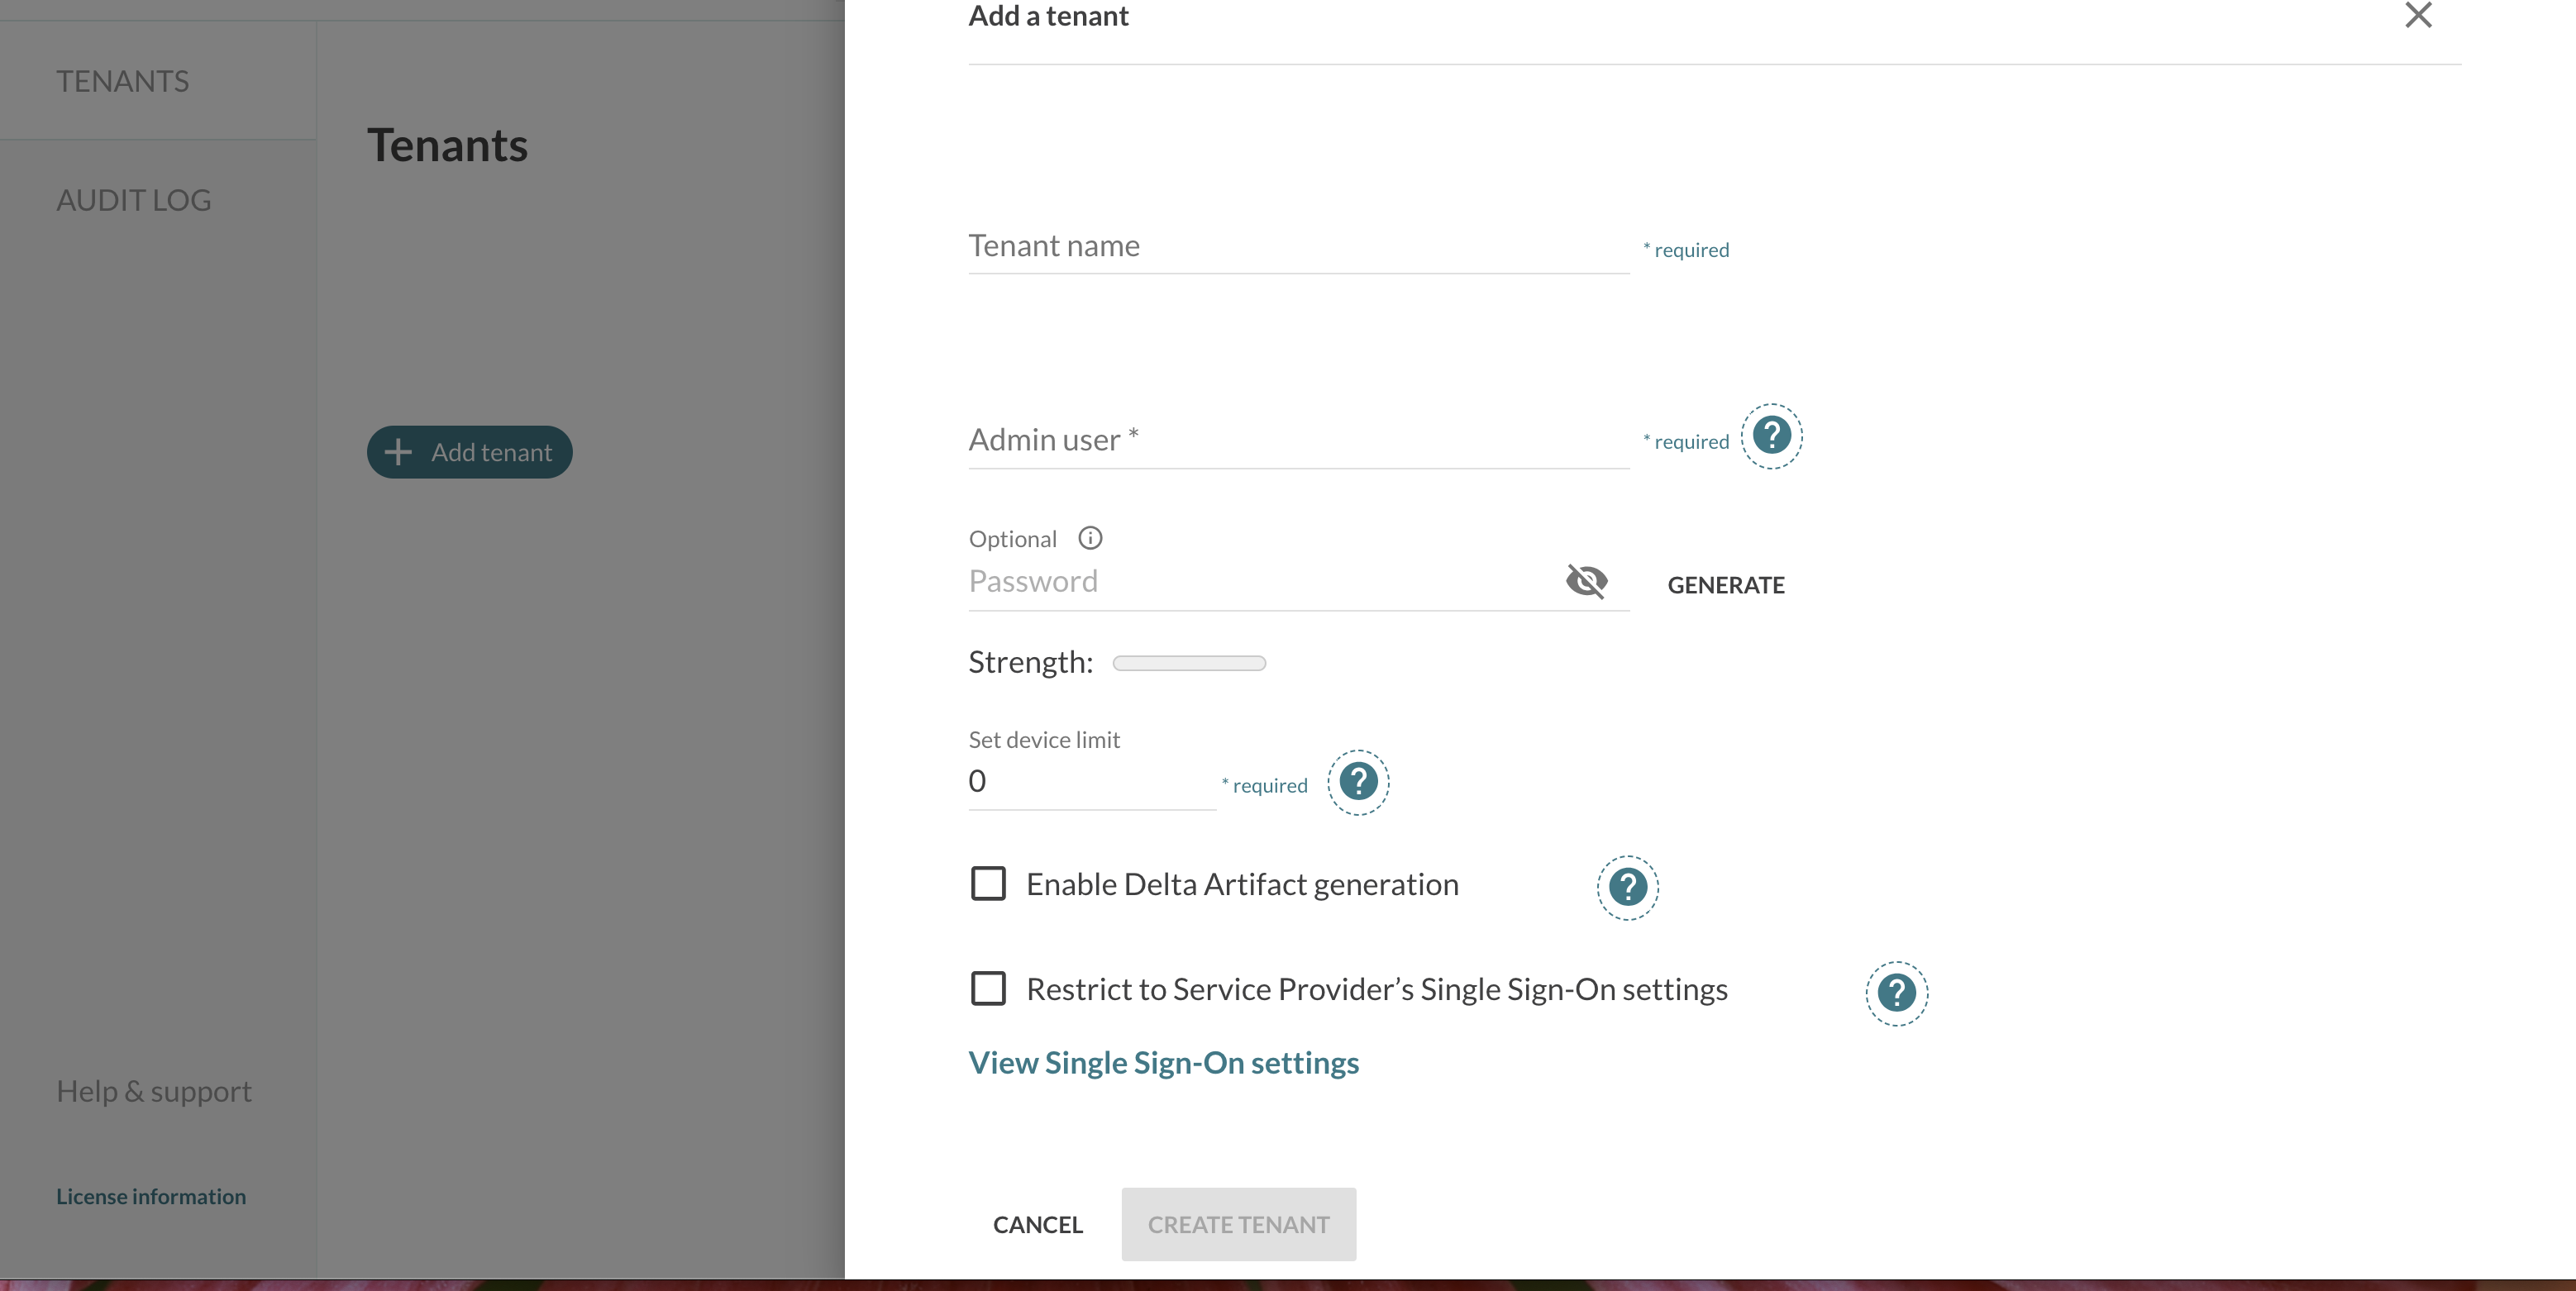 TENANTS
AUDIT LOG
Tenants
Add tenant
Help & support
License information
Add a tenant
Tenant name
* required
Admin user *
* required
Optional
Password
GENERATE
Strength:
Set device limit
0
* required
Enable Delta Artifact generation
Restrict to Service Provider’s Single Sign-On settings
View Single Sign-On settings
CANCEL
CREATE TENANT